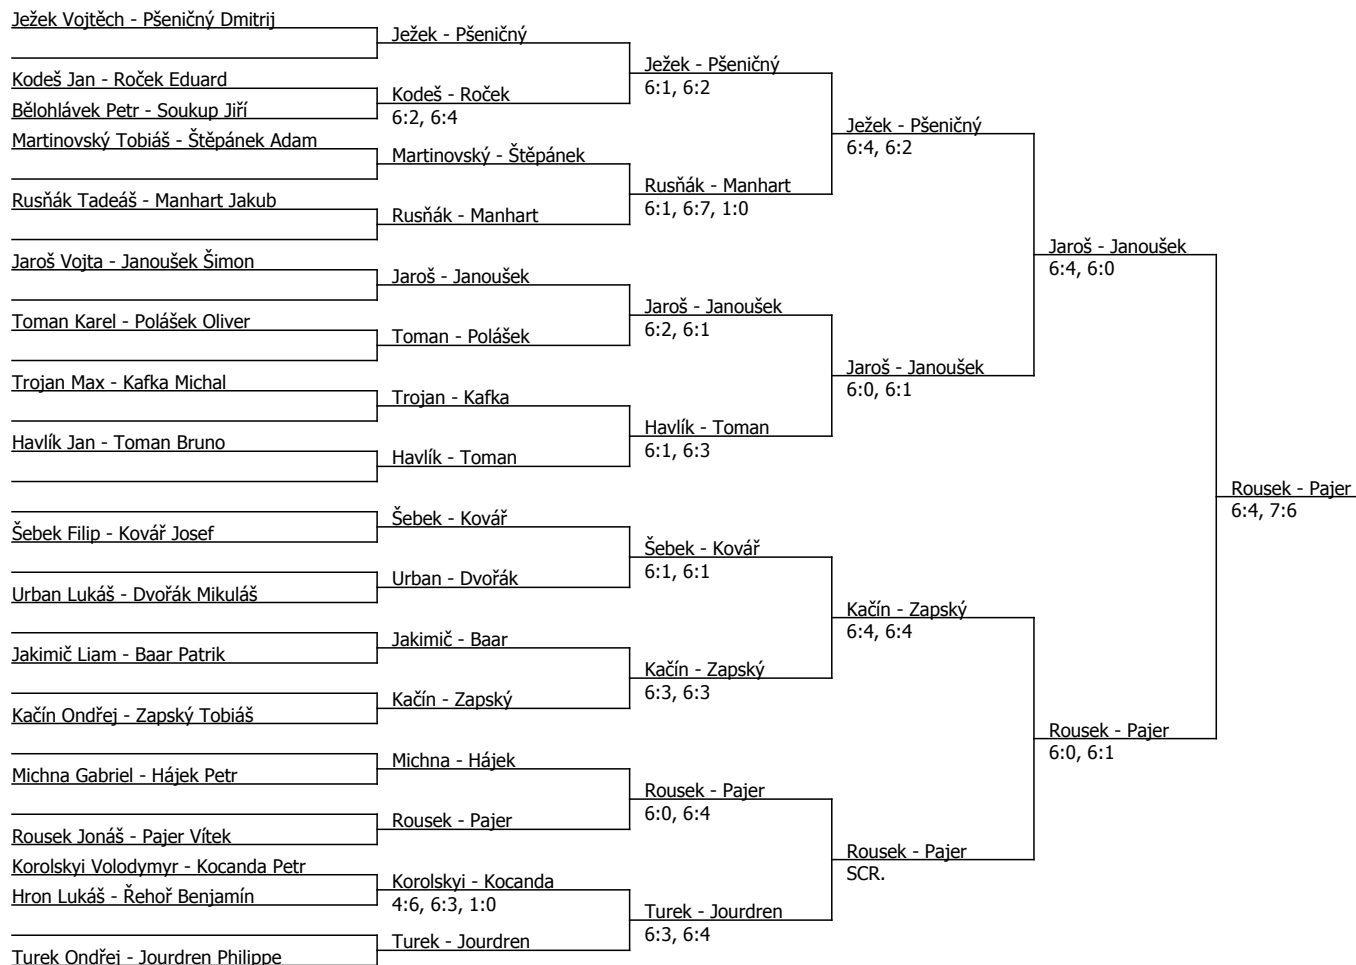 Ježek Vojtěch - Pšeničný Dmitrij
Kodeš Jan - Roček Eduard
Bělohlávek Petr - Soukup Jiří
Martinovský Tobiáš - Štěpánek Adam
Rusňák Tadeáš - Manhart Jakub
Jaroš Vojta - Janoušek Šimon
Toman Karel - Polášek Oliver
Trojan Max - Kafka Michal
Havlík Jan - Toman Bruno
Šebek Filip - Kovář Josef
Urban Lukáš - Dvořák Mikuláš
Jakimič Liam - Baar Patrik
Kačín Ondřej - Zapský Tobiáš
Michna Gabriel - Hájek Petr
Rousek Jonáš - Pajer Vítek
Korolskyi Volodymyr - Kocanda Petr
Hron Lukáš - Řehoř Benjamín
Turek Ondřej - Jourdren Philippe
Ježek - Pšeničný
Kodeš - Roček
6:2, 6:4
Martinovský - Štěpánek
Rusňák - Manhart
Jaroš - Janoušek
Toman - Polášek
Trojan - Kafka
Havlík - Toman
Šebek - Kovář
Urban - Dvořák
Jakimič - Baar
Kačín - Zapský
Michna - Hájek
Rousek - Pajer
Korolskyi - Kocanda
4:6, 6:3, 1:0
Turek - Jourdren
Ježek - Pšeničný
6:1, 6:2
Rusňák - Manhart
6:1, 6:7, 1:0
Jaroš - Janoušek
6:2, 6:1
Havlík - Toman
6:1, 6:3
Šebek - Kovář
6:1, 6:1
Kačín - Zapský
6:3, 6:3
Rousek - Pajer
6:0, 6:4
Turek - Jourdren
6:3, 6:4
Ježek - Pšeničný
6:4, 6:2
Jaroš - Janoušek
6:0, 6:1
Kačín - Zapský
6:4, 6:4
Rousek - Pajer
SCR.
Jaroš - Janoušek
6:4, 6:0
Rousek - Pajer
6:0, 6:1
Rousek - Pajer
6:4, 7:6